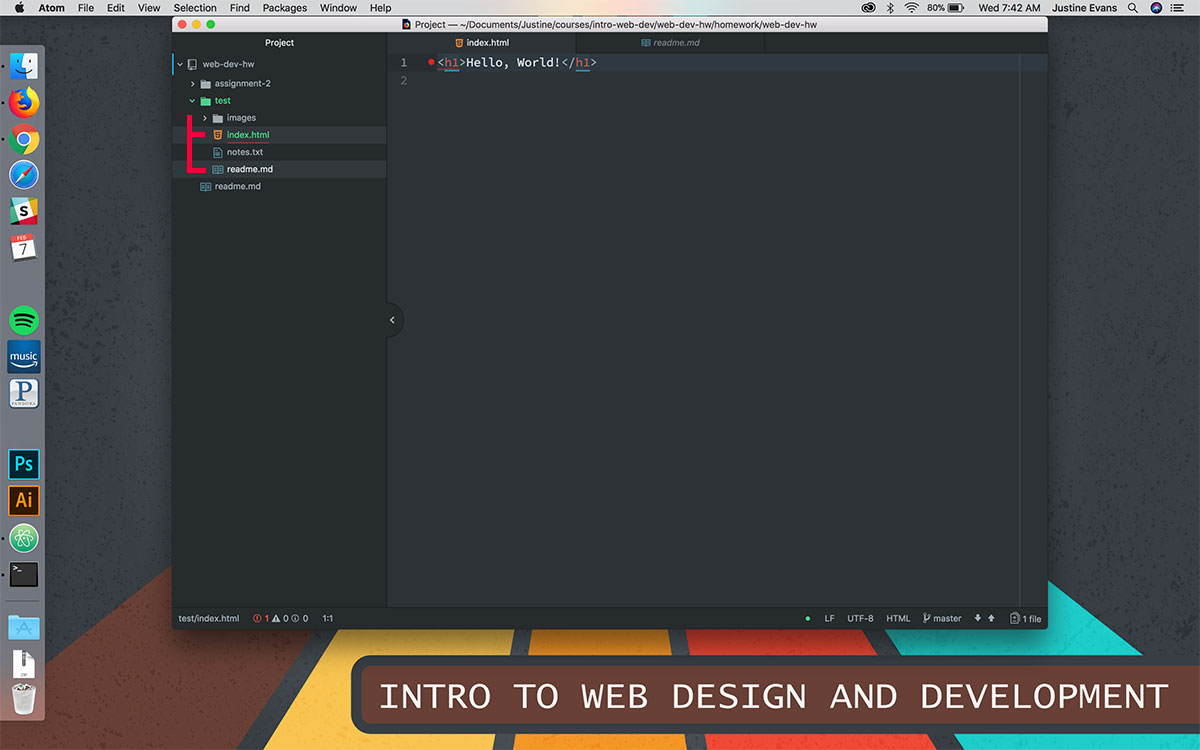 Atom File Edit View Selection Find Packages Window Help 80% Wed 7:42 AM Justine Evans
Project — ~/Documents/Justine/courses/intro-web-dev/web-dev-hw/homework/web-dev-hw
Project
index.html
readme.md
web-dev-hw
assignment-2
test
images
index.html
notes.txt
readme.md
readme.md
1 <h1>Hello, World!</h1>
2
S
FEB
7
music
P
PANDORA
Ps
Ai
>_
ZIP
test/index.html 1 0 0 1:1 LF UTF-8 HTML master 1 file
INTRO TO WEB DESIGN AND DEVELOPMENT